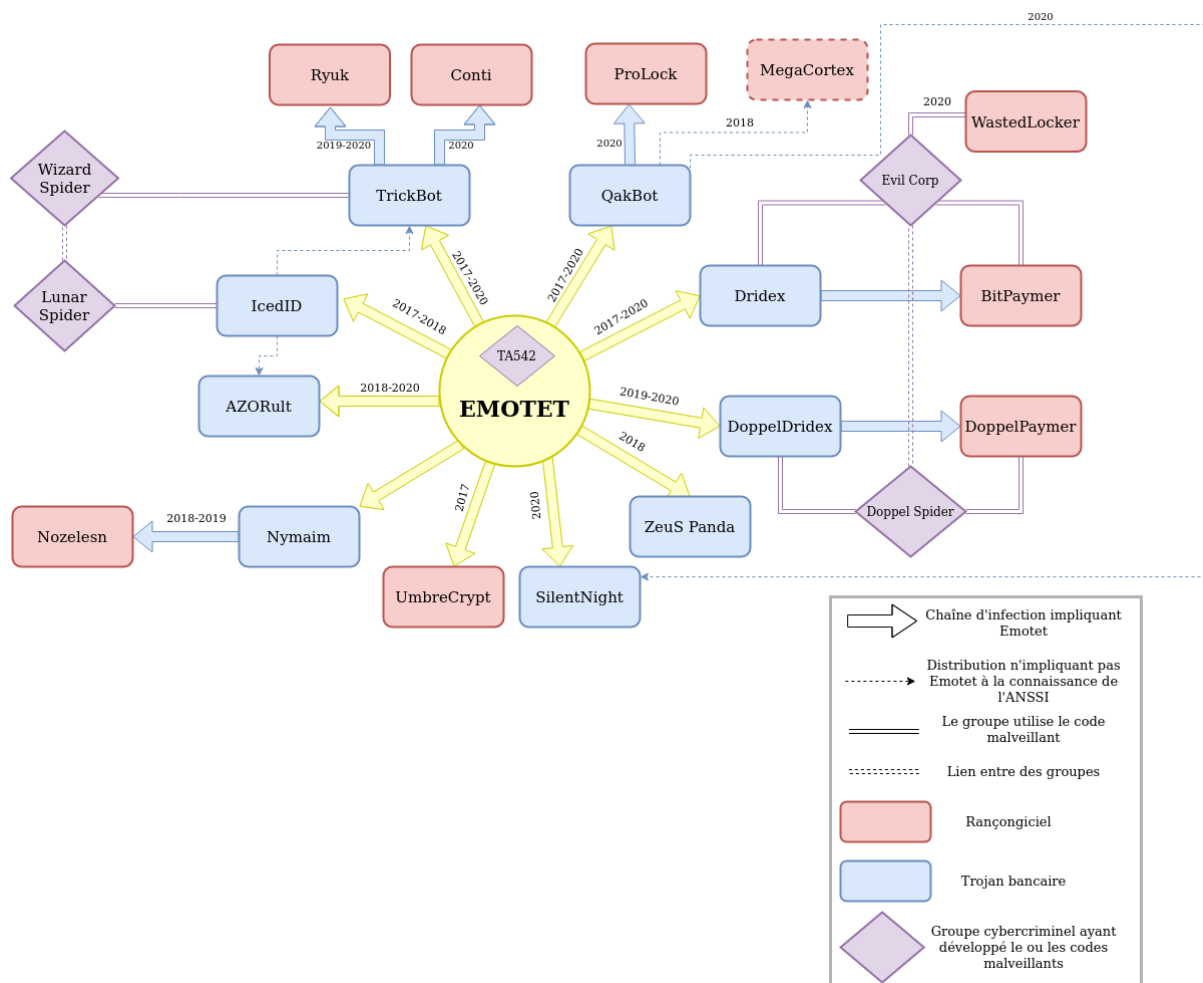 2020
Ryuk
Conti
ProLock
MegaCortex
2020
WastedLocker
2019-2020
2020
2020
2018
Wizard
Spider
TrickBot
QakBot
Evil Corp
2017-2020
2017-2020
Lunar
Spider
IcedID
2017-2018
2017-2020
Dridex
BitPaymer
TA542
EMOTET
AZORult
2018-2020
2019-2020
DoppelDridex
DoppelPaymer
2018
Nozelesn
2018-2019
Nymaim
2017
2020
ZeuS Panda
Doppel Spider
UmbreCrypt
SilentNight
Chaîne d'infection impliquant
Emotet
Distribution n'impliquant pas
Emotet à la connaissance de
l'ANSSI
Le groupe utilise le code
malveillant
Lien entre des groupes
Rançongiciel
Trojan bancaire
Groupe cybercriminel ayant
développé le ou les codes
malveillants